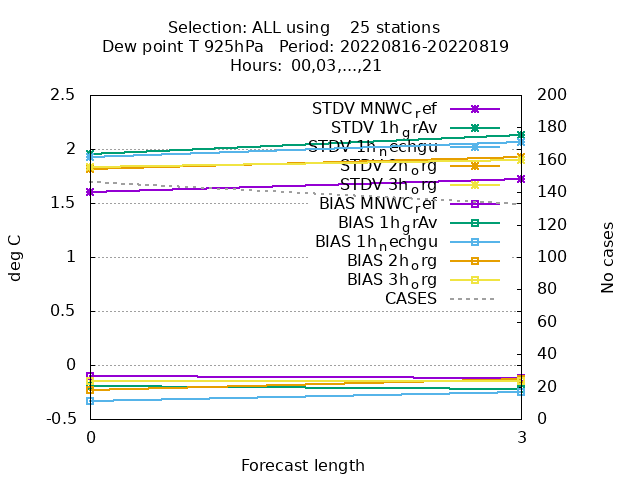 Selection: ALL using 25 stations
Dew point T 925hPa Period: 20220816-20220819
Hours: 00,03,...,21
2.5
2
1.5
1
0.5
0
-0.5
200
180
160
140
120
100
80
60
40
20
0
STDV MNWC_ref
STDV 1h_grAv
STDV 1h_nechgu
STDV 2h_org
STDV 3h_org
BIAS MNWC_ref
BIAS 1h_grAv
BIAS 1h_nechgu
BIAS 2h_org
BIAS 3h_org
CASES
deg C
No cases
0
3
Forecast length